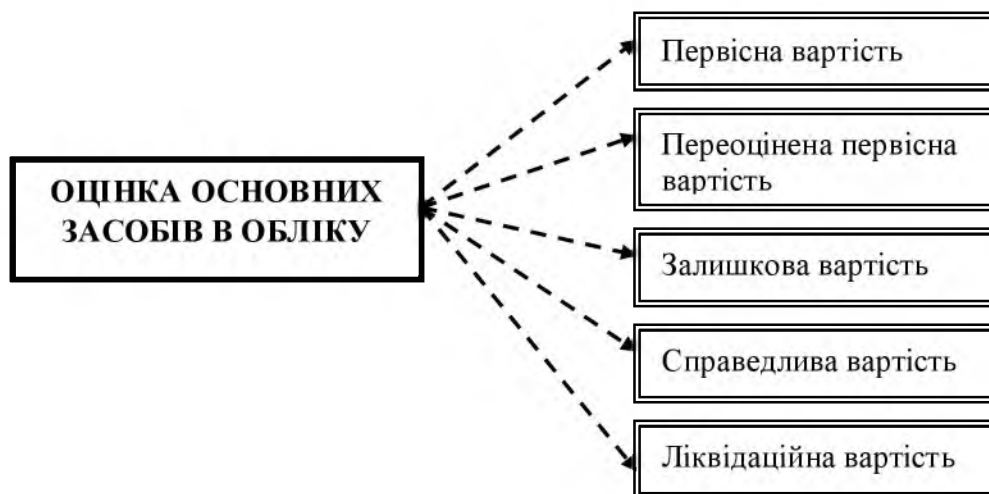 ОЦІНКА ОСНОВНИХ
ЗАСОБІВ В ОБЛІКУ
Первісна вартість
Переоцінена первісна
вартість
Залишкова вартість
Справедлива вартість
Ліквідаційна вартість